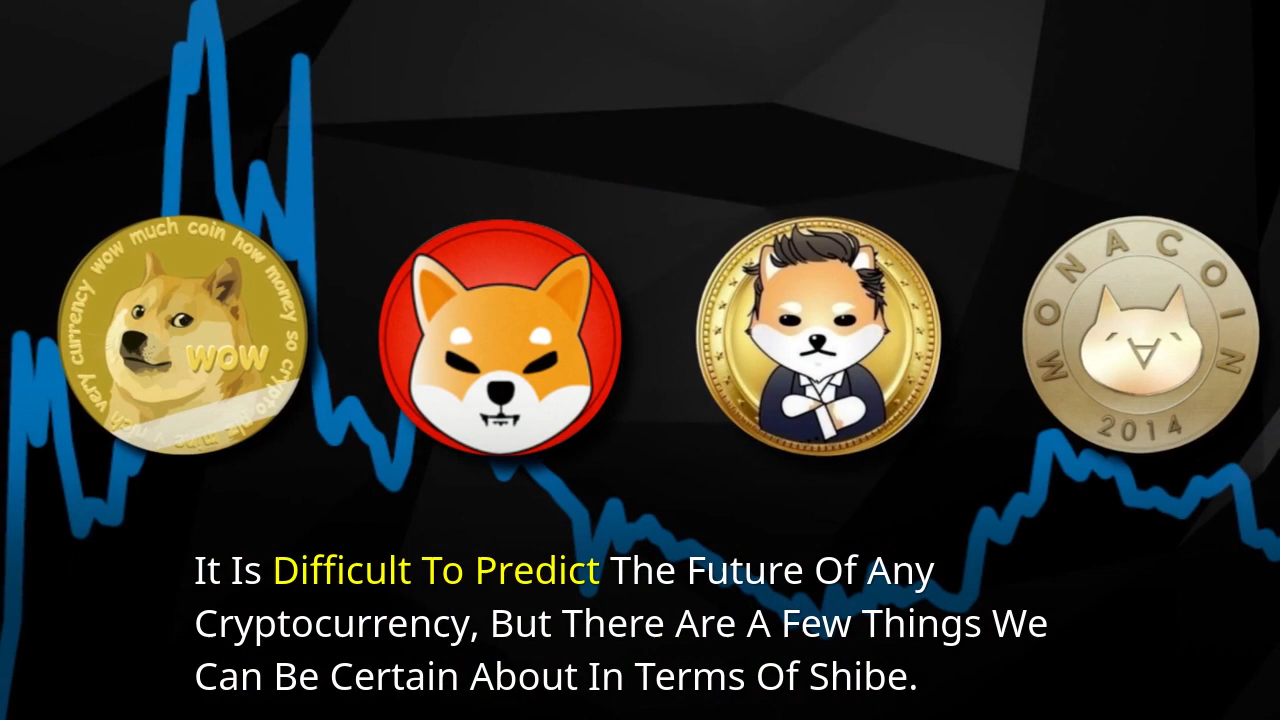 wow much coin how money so crypto
very currency
wow
MONACOIN
2014
It Is Difficult To Predict The Future Of Any
Cryptocurrency, But There Are A Few Things We
Can Be Certain About In Terms Of Shibe.